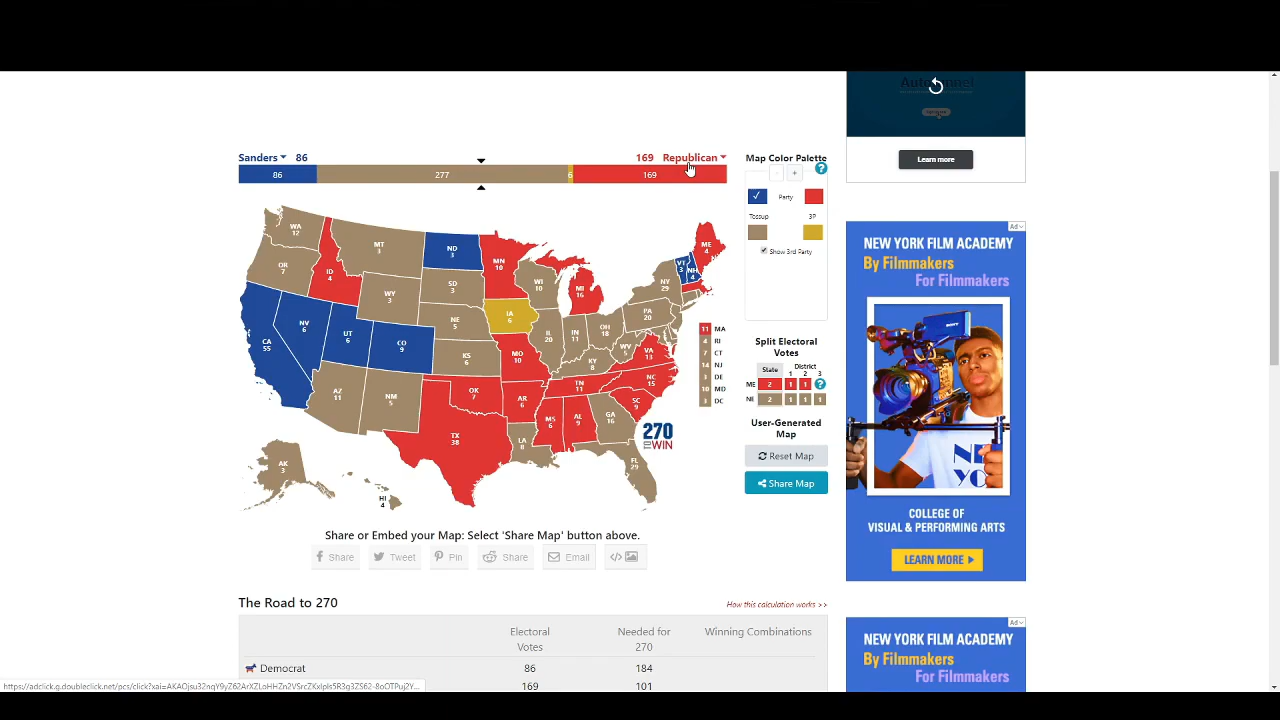 Learn more
Sanders 86
169 Republican
86 277 6 169
Map Color Palette
?
- +
Party
Tossup 3P
Show 3rd Party
WA
12
OR
7
CA
55
NV
6
ID
4
MT
3
WY
3
UT
6
CO
9
AZ
11
NM
5
ND
3
SD
3
NE
5
KS
6
OK
7
TX
38
MN
10
IA
6
MO
10
AR
6
LA
8
WI
10
IL
20
MI
16
IN
11
OH
18
KY
8
TN
11
MS
6
AL
9
GA
16
FL
29
SC
9
NC
15
VA
13
WV
5
PA
20
NY
29
VT
3
NH
4
ME
4
AK
3
HI
4
11 MA
4 RI
7 CT
14 NJ
3 DE
10 MD
3 DC
270
TO WIN
Split Electoral
Votes
State District
1 2 3
ME 2 1 1 ?
NE 2 1 1 1
User-Generated
Map
Reset Map
Share Map
Share or Embed your Map: Select 'Share Map' button above.
Share Tweet Pin Share Email
The Road to 270
How this calculation works >>
Electoral
Votes
Needed for
270
Winning Combinations
Democrat 86 184
169 101
Ad
NEW YORK FILM ACADEMY
By Filmmakers
For Filmmakers
COLLEGE OF
VISUAL & PERFORMING ARTS
LEARN MORE
Ad
NEW YORK FILM ACADEMY
By Filmmakers
For Filmmakers